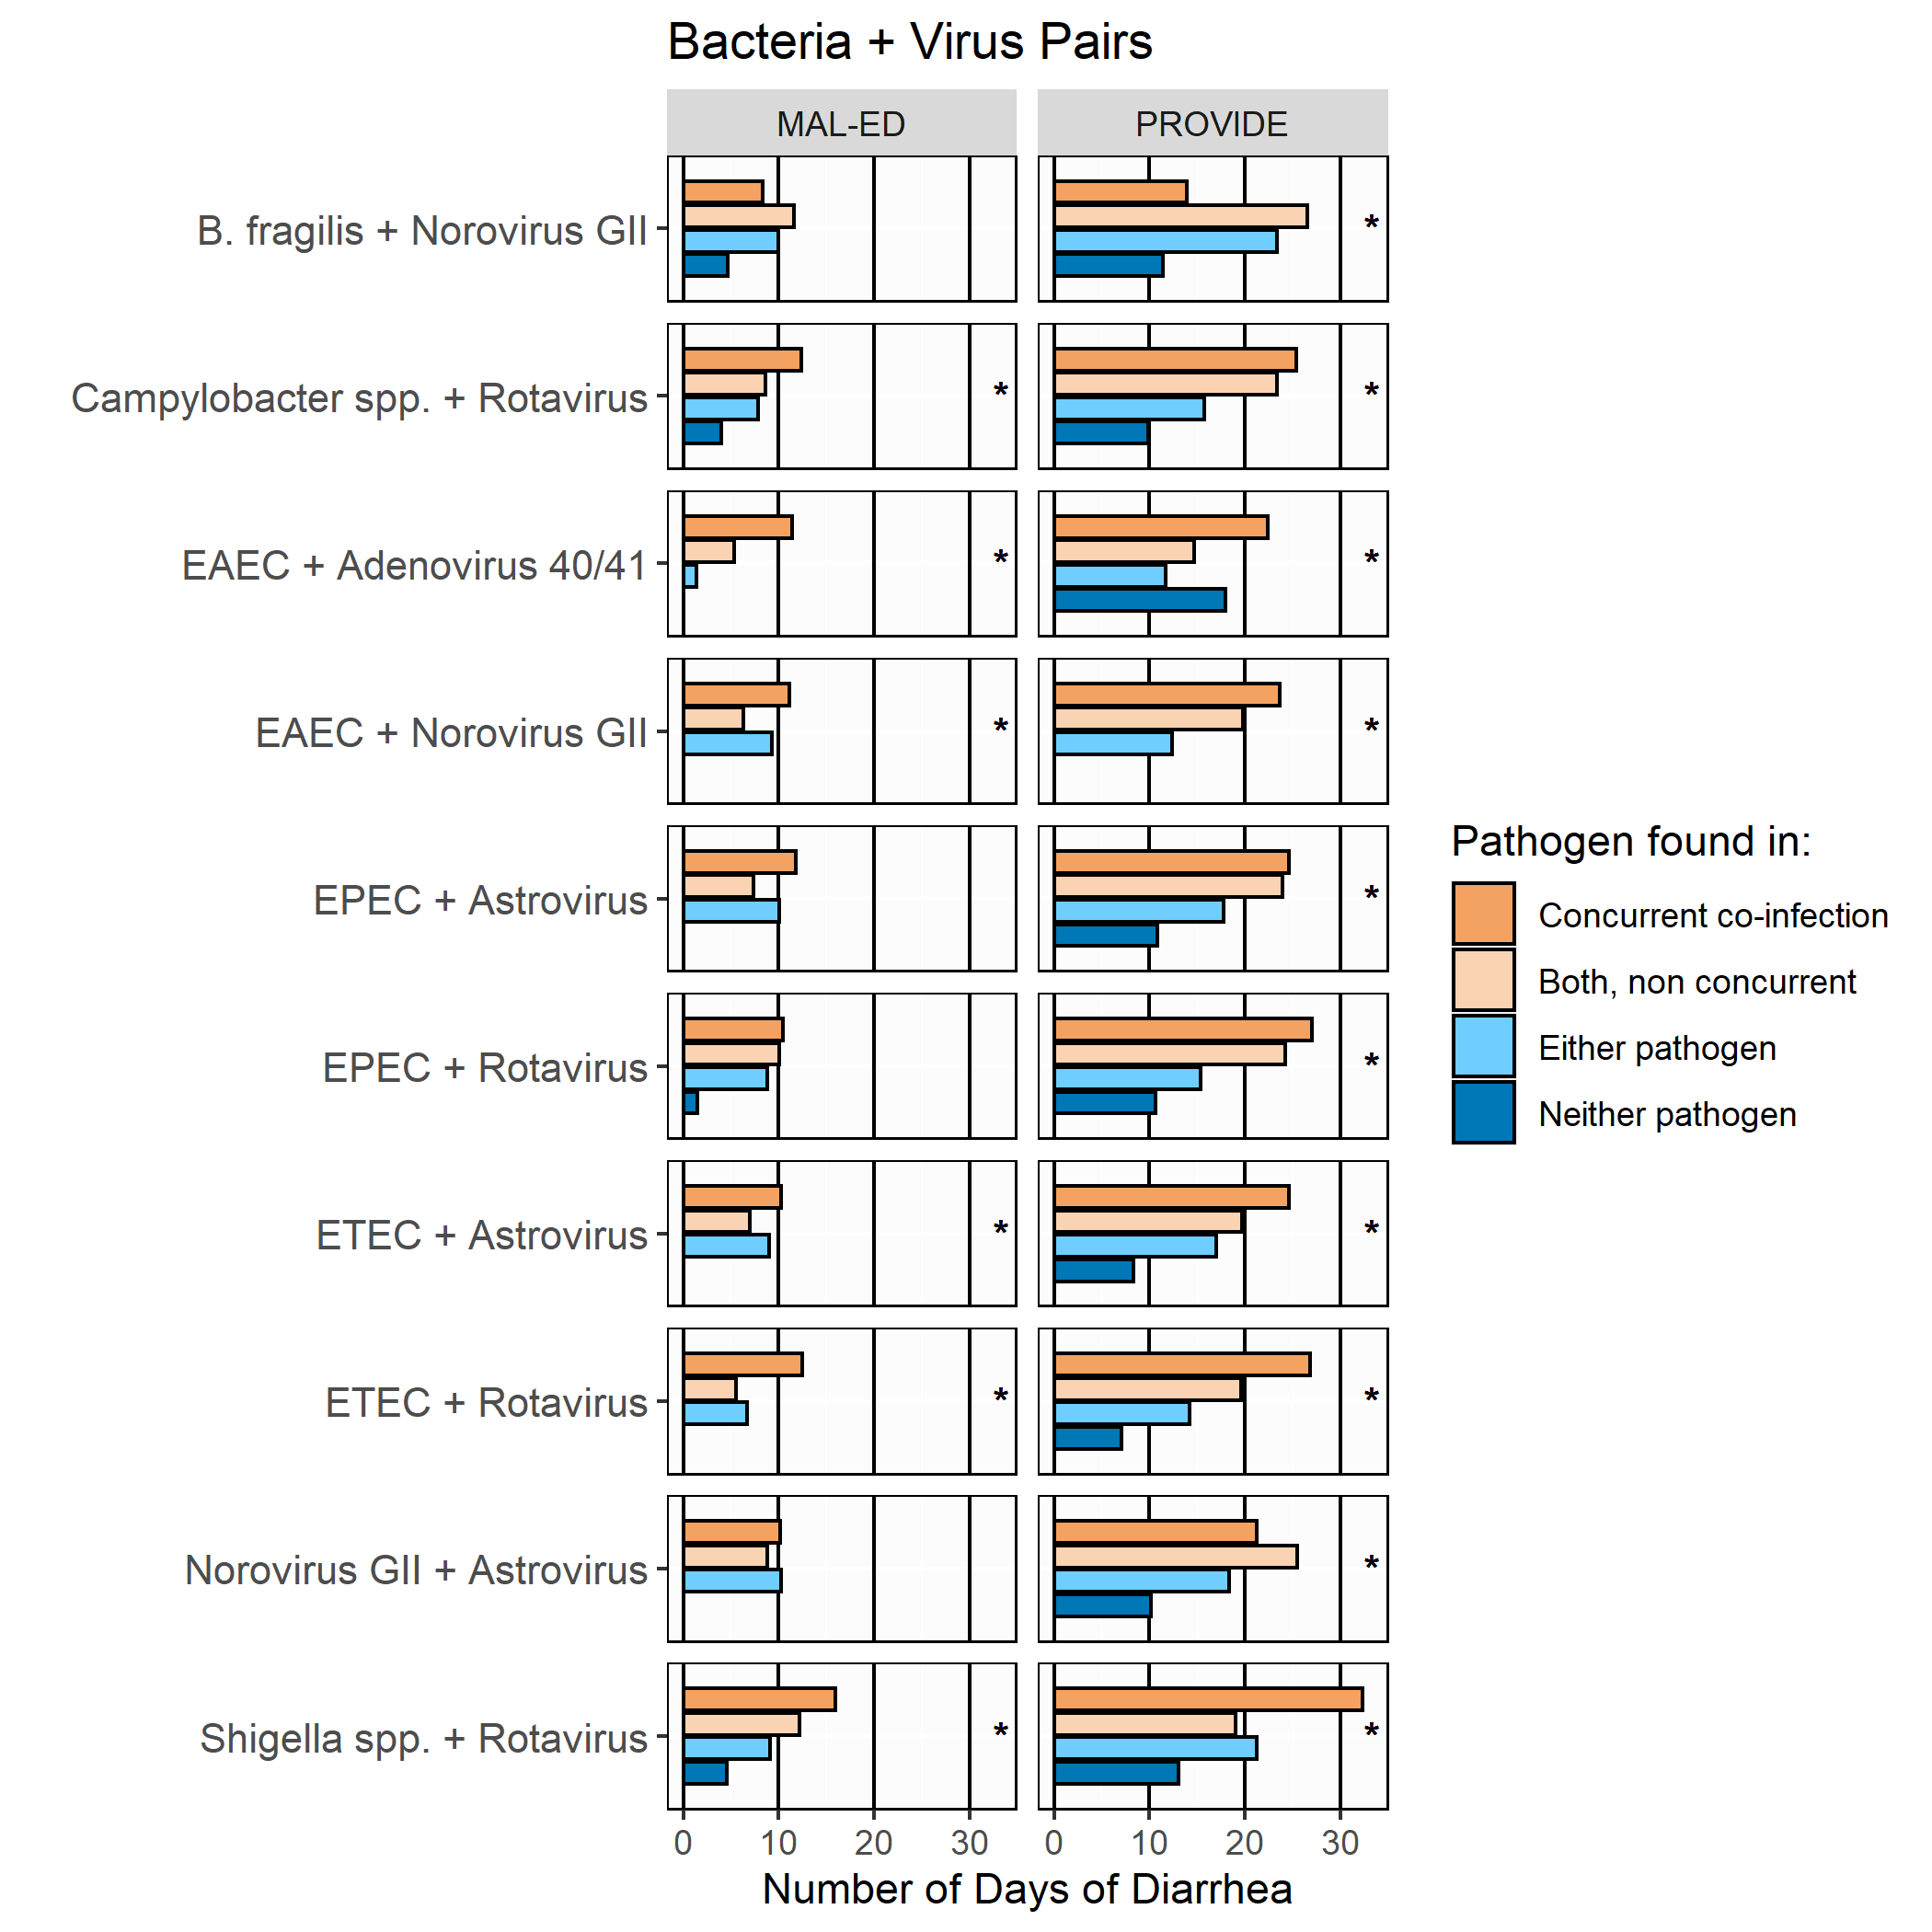 Bacteria + Virus Pairs
MAL-ED
PROVIDE
B. fragilis + Norovirus GII
*
Campylobacter spp. + Rotavirus
*
*
EAEC + Adenovirus 40/41
*
*
EAEC + Norovirus GII
*
*
EPEC + Astrovirus
*
EPEC + Rotavirus
*
ETEC + Astrovirus
*
*
ETEC + Rotavirus
*
*
Norovirus GII + Astrovirus
*
Shigella spp. + Rotavirus
*
*
0 10 20 30
0 10 20 30
Number of Days of Diarrhea
Pathogen found in:
Concurrent co-infection
Both, non concurrent
Either pathogen
Neither pathogen